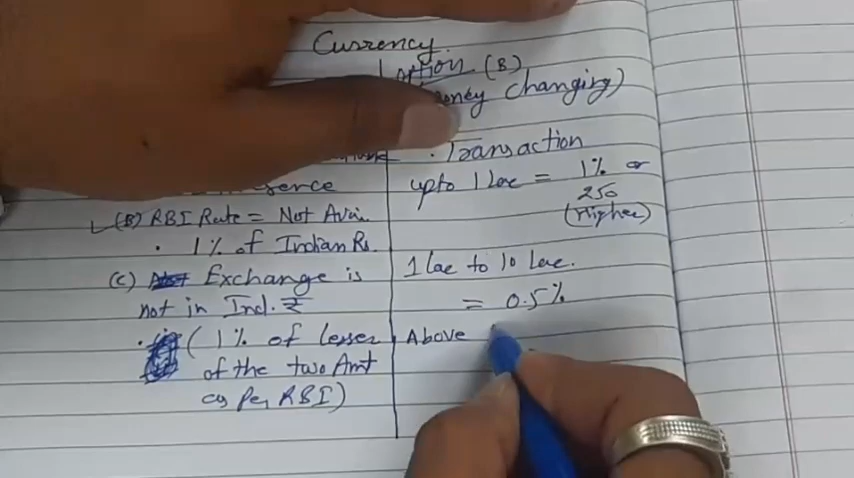 Currency.
option (B)
changing)
Transaction
upto 1 Lac = 1% or
250
(Higher)
(B) RBI Rate = Not Avai.
• 1% of Indian Rs.
(C) Exchange is
not in Ind. ₹
( 1% of lesser
of the two Amt
as Per RBI)
1 Lac to 10 Lac.
= 0.5%
Above